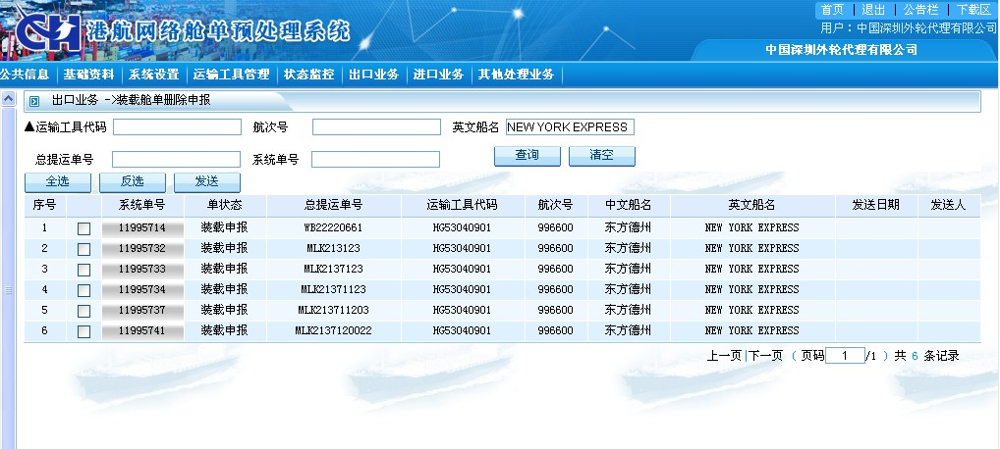 首页 | 退出 | 公告栏 | 下载区
用户：中国深圳外轮代理有限公司
CH 港航网络舱单预处理系统
中国深圳外轮代理有限公司
公共信息 基础资料 系统设置 运输工具管理 状态监控 出口业务 进口业务 其他处理业务
出口业务 ->装载舱单删除申报
▲运输工具代码 航次号 英文船名 NEW YORK EXPRESS
总提运单号 系统单号 查询 清空
全选 反选 发送
序号 系统单号 单状态 总提运单号 运输工具代码 航次号 中文船名 英文船名 发送日期 发送人
1 11995714 装载申报 WB22220661 HG53040901 996600 东方德州 NEW YORK EXPRESS
2 11995732 装载申报 MLK213123 HG53040901 996600 东方德州 NEW YORK EXPRESS
3 11995733 装载申报 MLK2137123 HG53040901 996600 东方德州 NEW YORK EXPRESS
4 11995734 装载申报 MLK21371123 HG53040901 996600 东方德州 NEW YORK EXPRESS
5 11995737 装载申报 MLK213711203 HG53040901 996600 东方德州 NEW YORK EXPRESS
6 11995741 装载申报 MLK2137120022 HG53040901 996600 东方德州 NEW YORK EXPRESS
上一页|下一页 （ 页码 1 /1 ）共 6 条记录